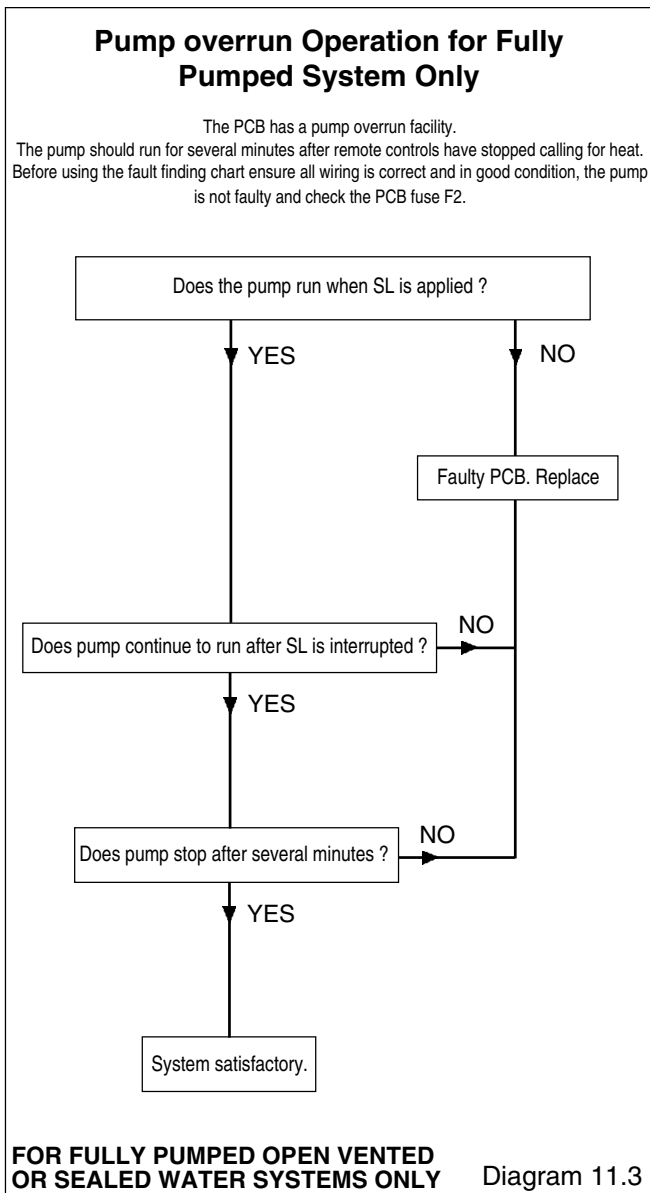 Pump overrun Operation for Fully
Pumped System Only
The PCB has a pump overrun facility.
The pump should run for several minutes after remote controls have stopped calling for heat.
Before using the fault finding chart ensure all wiring is correct and in good condition, the pump
is not faulty and check the PCB fuse F2.
Does the pump run when SL is applied ?
YES
NO
Faulty PCB. Replace
Does pump continue to run after SL is interrupted ?
NO
YES
Does pump stop after several minutes ?
NO
YES
System satisfactory.
FOR FULLY PUMPED OPEN VENTED
OR SEALED WATER SYSTEMS ONLY
Diagram 11.3